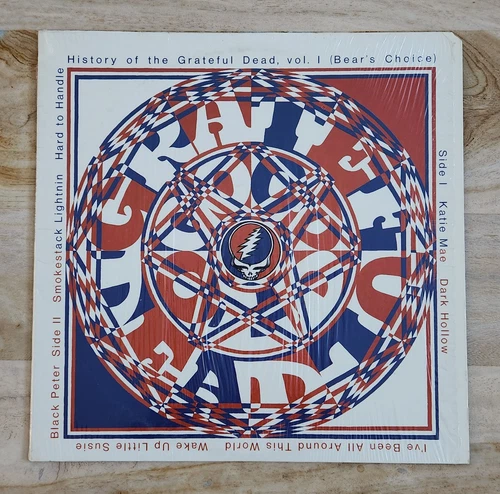 History of the Grateful Dead, vol. I (Bear's Choice)
Side I Katie Mae Dark Hollow
I've Been All Around This World Wake Up Little Susie
Black Peter Side II Smokestack Lightnin Hard to Handle
GRATEFUL
DEAD